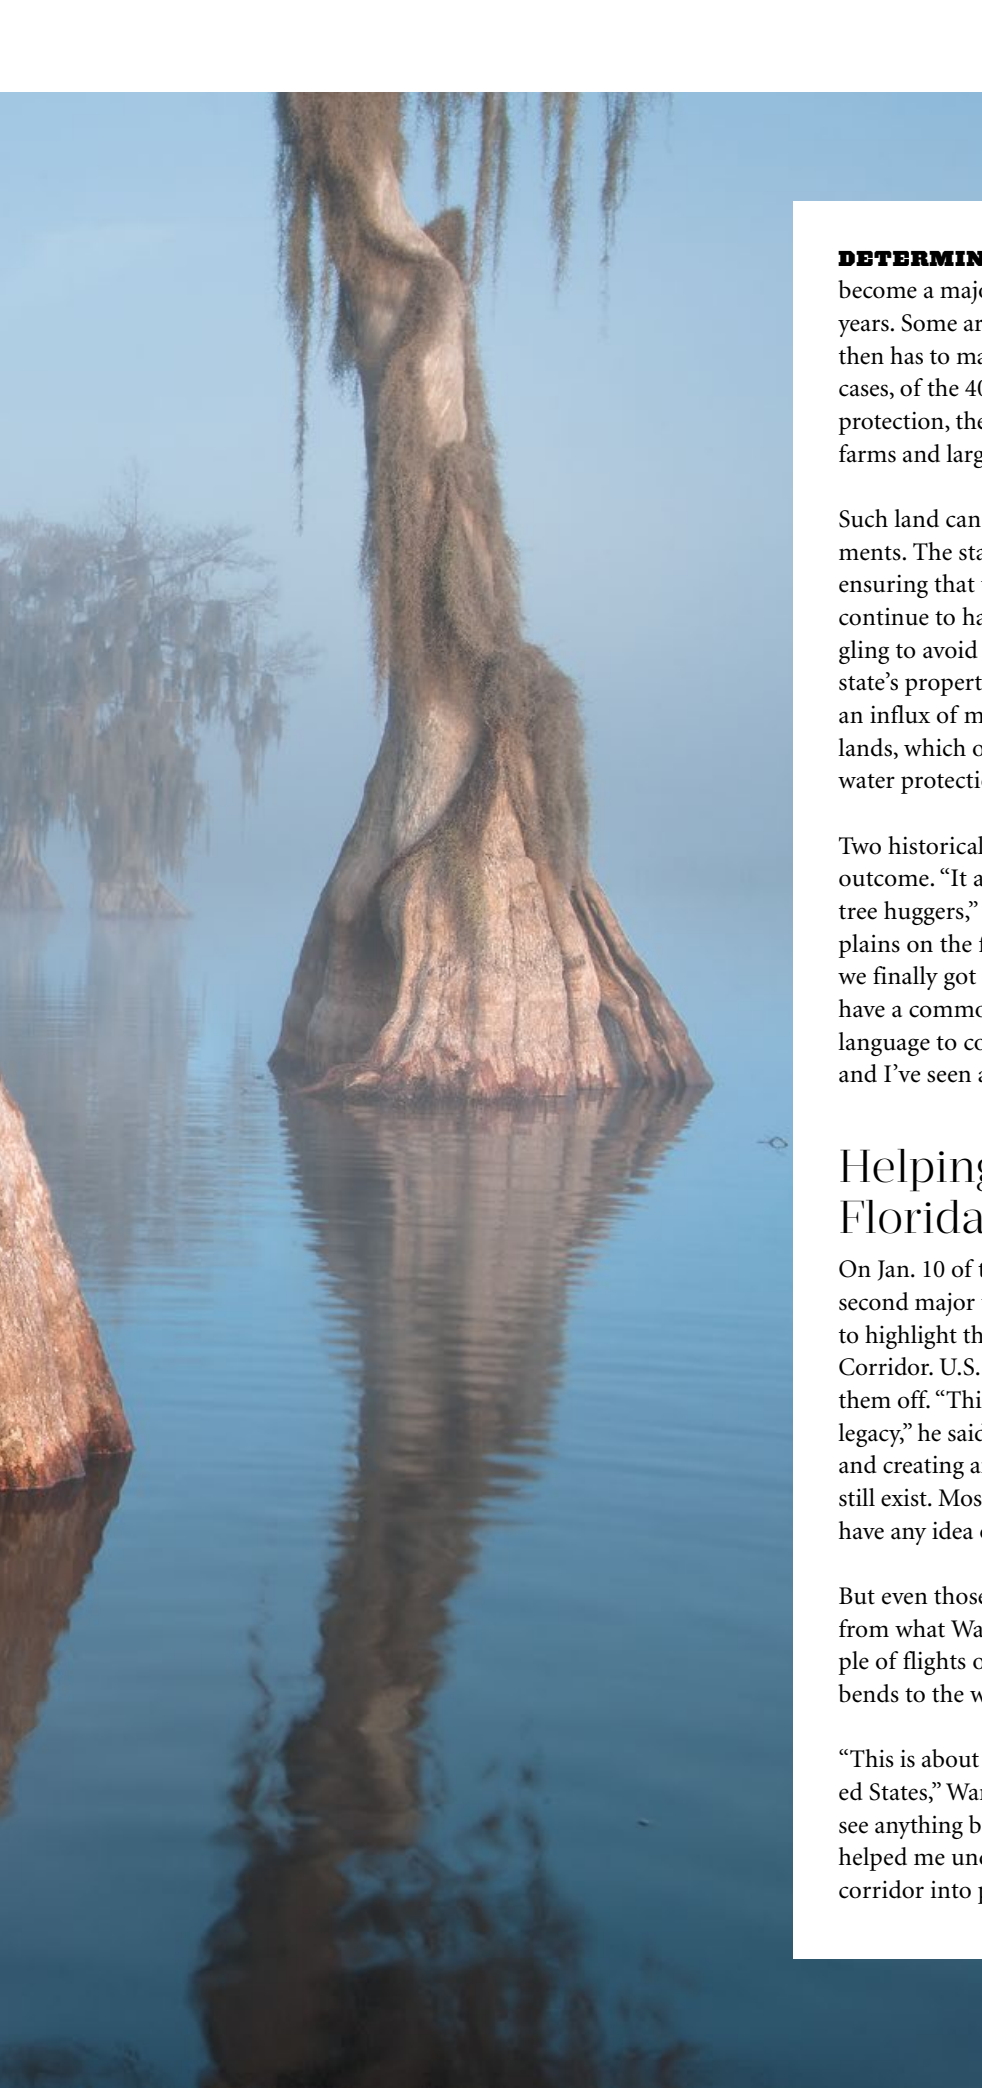 DETERMIN
become a majo
years. Some ar
then has to ma
cases, of the 40
protection, the
farms and larg
Such land can
ments. The sta
ensuring that
continue to ha
gling to avoid
state’s propert
an influx of m
lands, which o
water protecti
Two historical
outcome. “It a
tree huggers,”
plains on the f
we finally got
have a commo
language to co
and I’ve seen a
Helping
Florida
On Jan. 10 of t
second major
to highlight th
Corridor. U.S.
them off. “Thi
legacy,” he said
and creating a
still exist. Mos
have any idea
But even those
from what Wa
ple of flights o
bends to the w
“This is about
ed States,” Wa
see anything b
helped me und
corridor into p